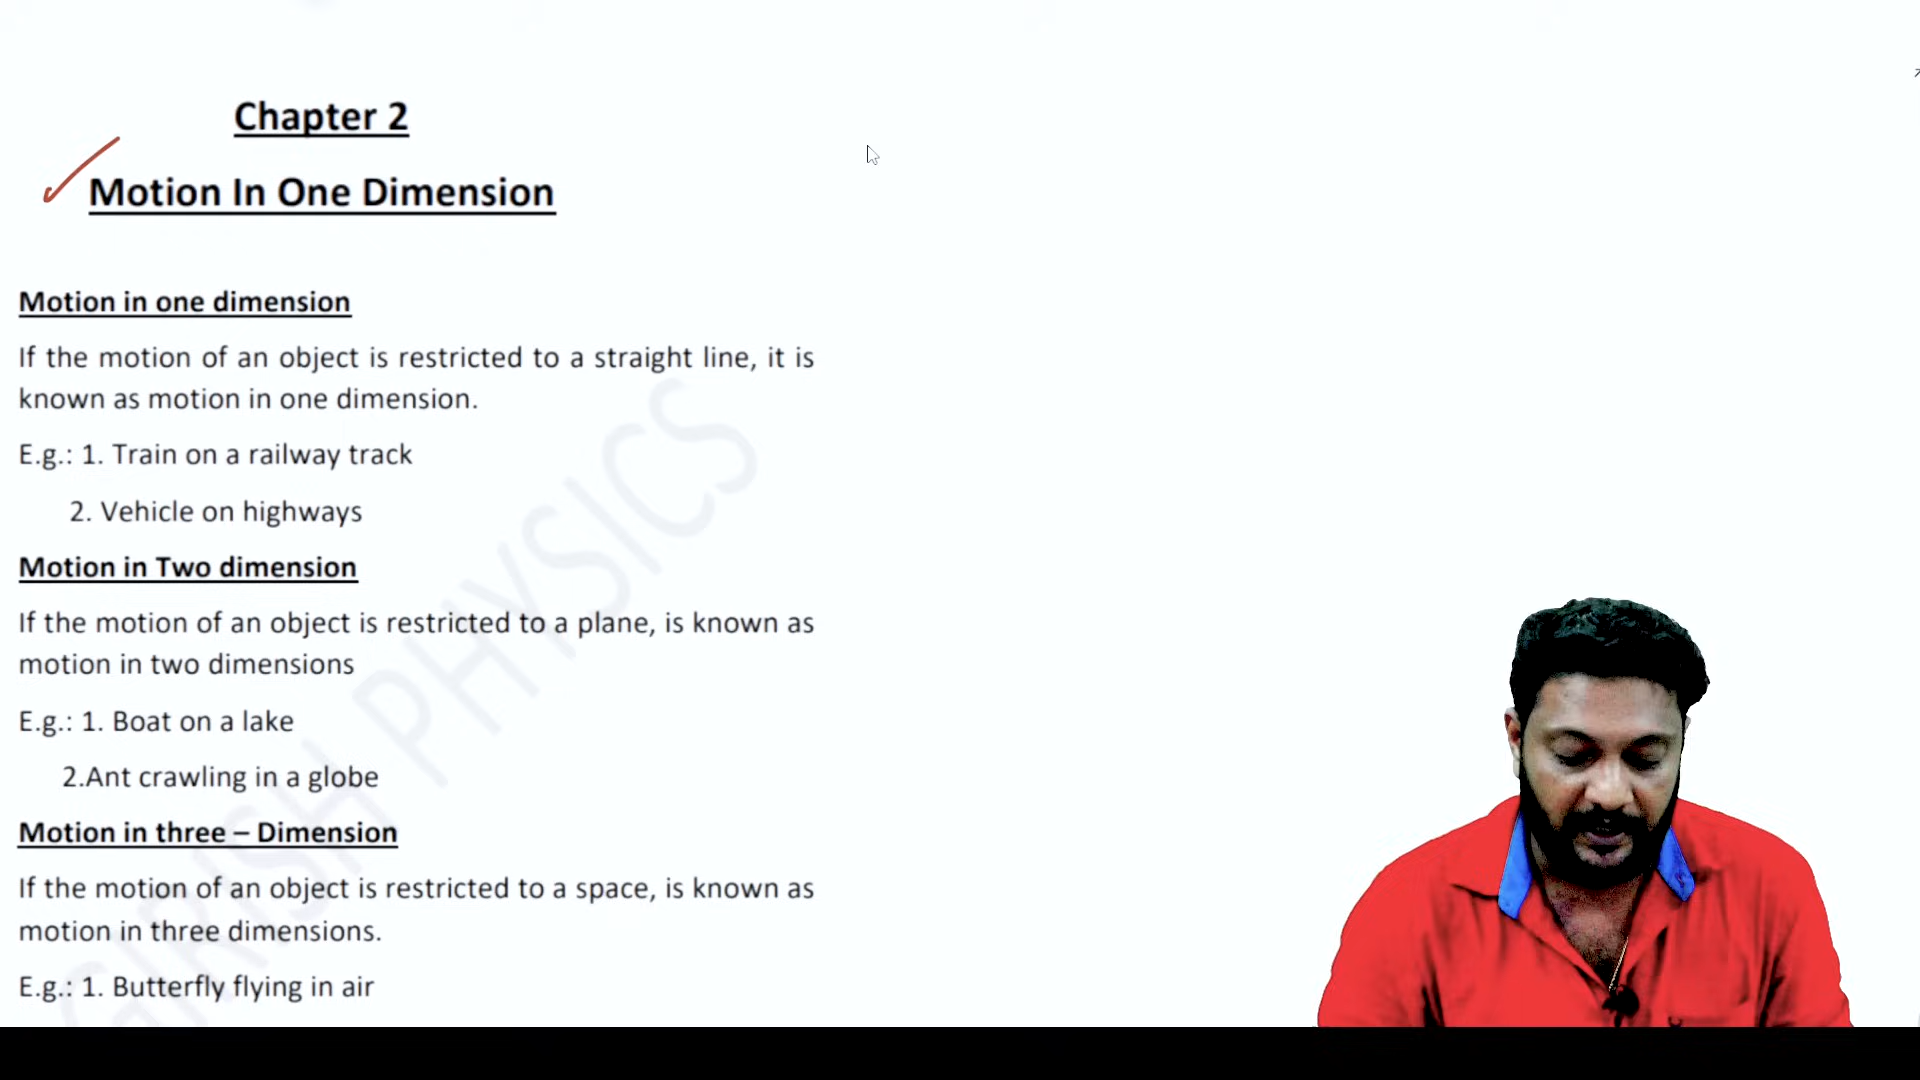 Chapter 2
Motion In One Dimension
Motion in one dimension
If the motion of an object is restricted to a straight line, it is
known as motion in one dimension.
E.g.: 1. Train on a railway track
2. Vehicle on highways
Motion in Two dimension
If the motion of an object is restricted to a plane, is known as
motion in two dimensions
E.g.: 1. Boat on a lake
2.Ant crawling in a globe
Motion in three – Dimension
If the motion of an object is restricted to a space, is known as
motion in three dimensions.
E.g.: 1. Butterfly flying in air
GIRISH PHYSICS